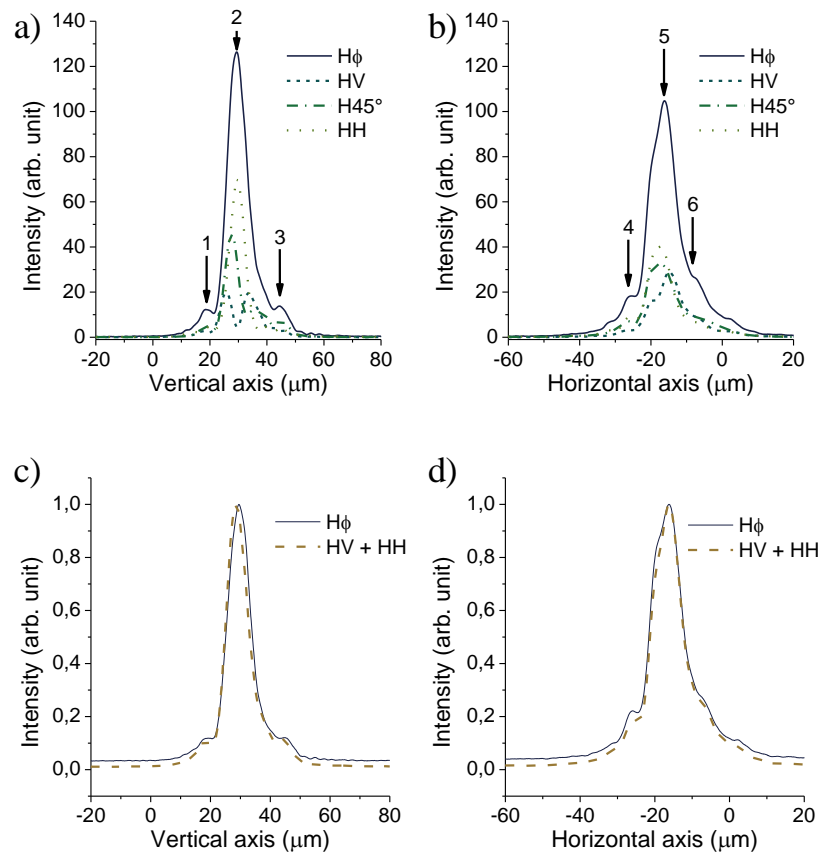 a)
2
140
120
100
80
60
40
20
0
Intensity (arb. unit)
1
3
Hϕ
HV
H45°
HH
-20 0 20 40 60 80
Vertical axis (μm)
b)
5
140
120
100
80
60
40
20
0
Intensity (arb. unit)
4
6
Hϕ
HV
H45°
HH
-60 -40 -20 0 20
Horizontal axis (μm)
c)
1,0
0,8
0,6
0,4
0,2
0,0
Intensity (arb. unit)
Hϕ
HV + HH
-20 0 20 40 60 80
Vertical axis (μm)
d)
1,0
0,8
0,6
0,4
0,2
0,0
Intensity (arb. unit)
Hϕ
HV + HH
-60 -40 -20 0 20
Horizontal axis (μm)